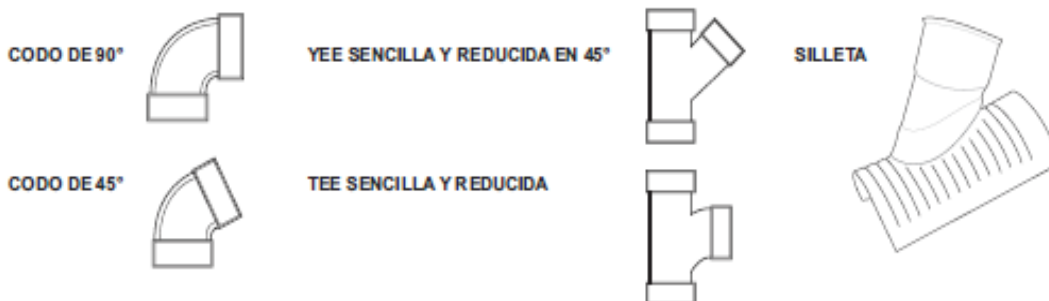 CODO DE 90°
YEE SENCILLA Y REDUCIDA EN 45°
SILLETA
CODO DE 45°
TEE SENCILLA Y REDUCIDA